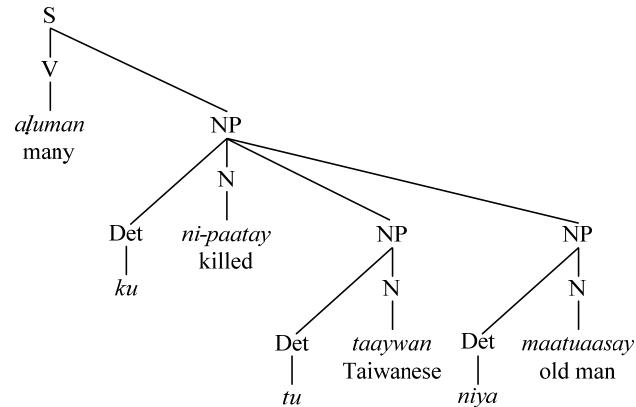 S
V
aḷuman
many
NP
N
Det
ni-paatay
killed
NP
NP
ku
N
N
Det
taaywan
Taiwanese
Det
maatuaasay
old man
tu
niya